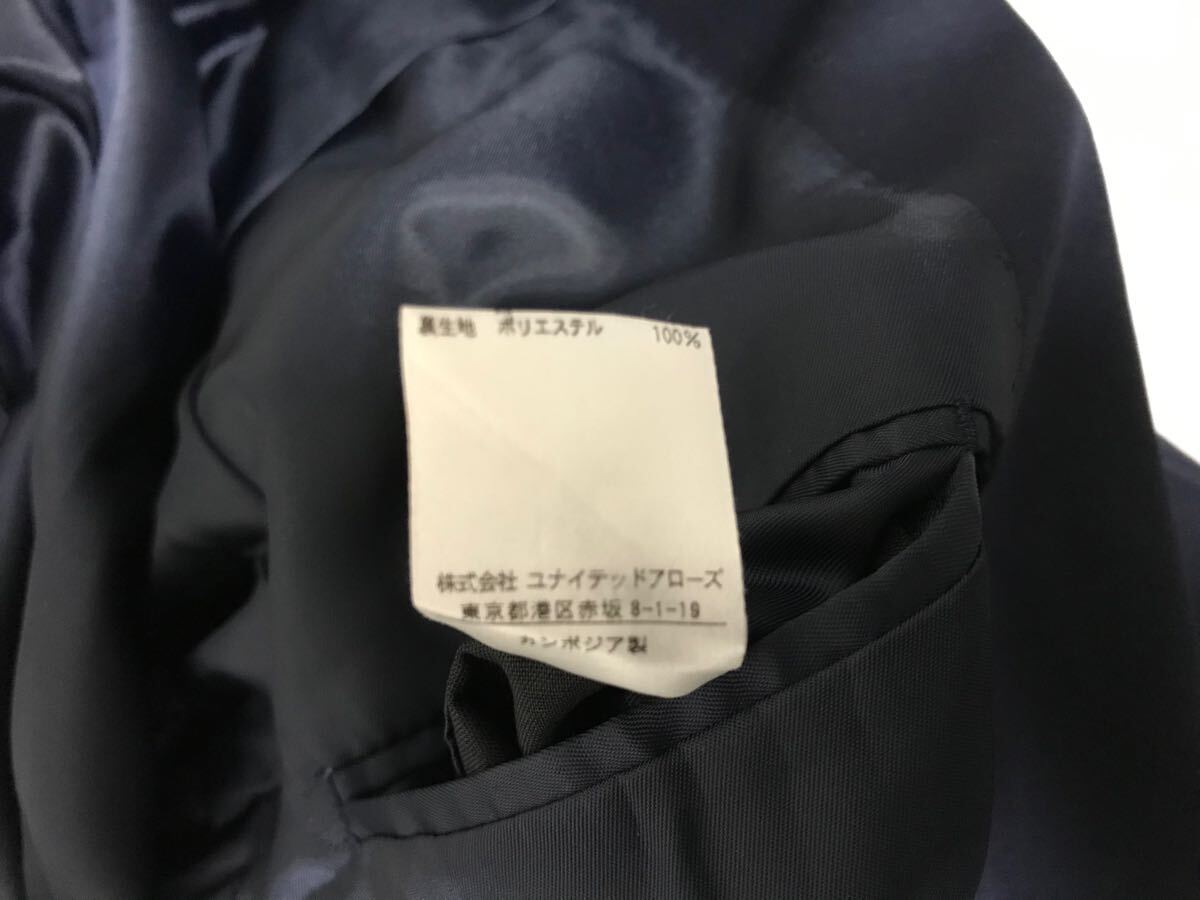 裏生地 ポリエステル 100%
株式会社 ユナイテッドアローズ
東京都港区赤坂 8-1-19
カンボジア製